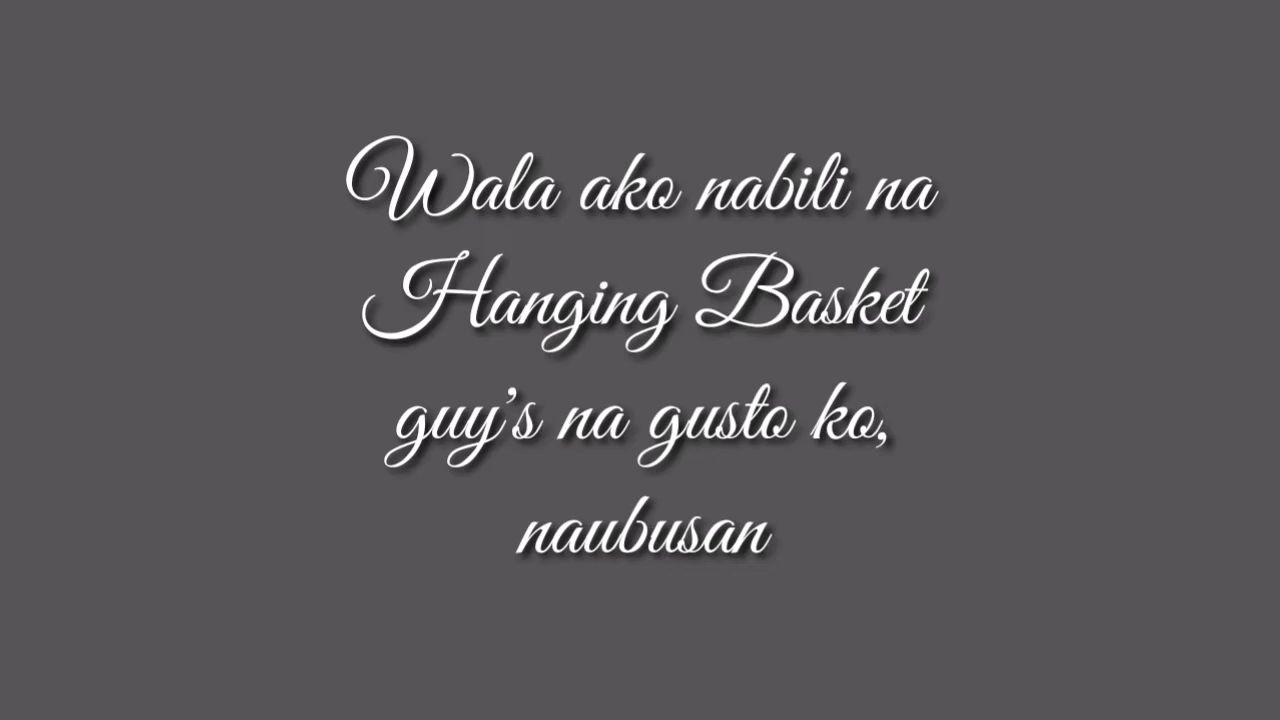 Wala ako nabili na
Hanging Basket
guy's na gusto ko,
naubusan